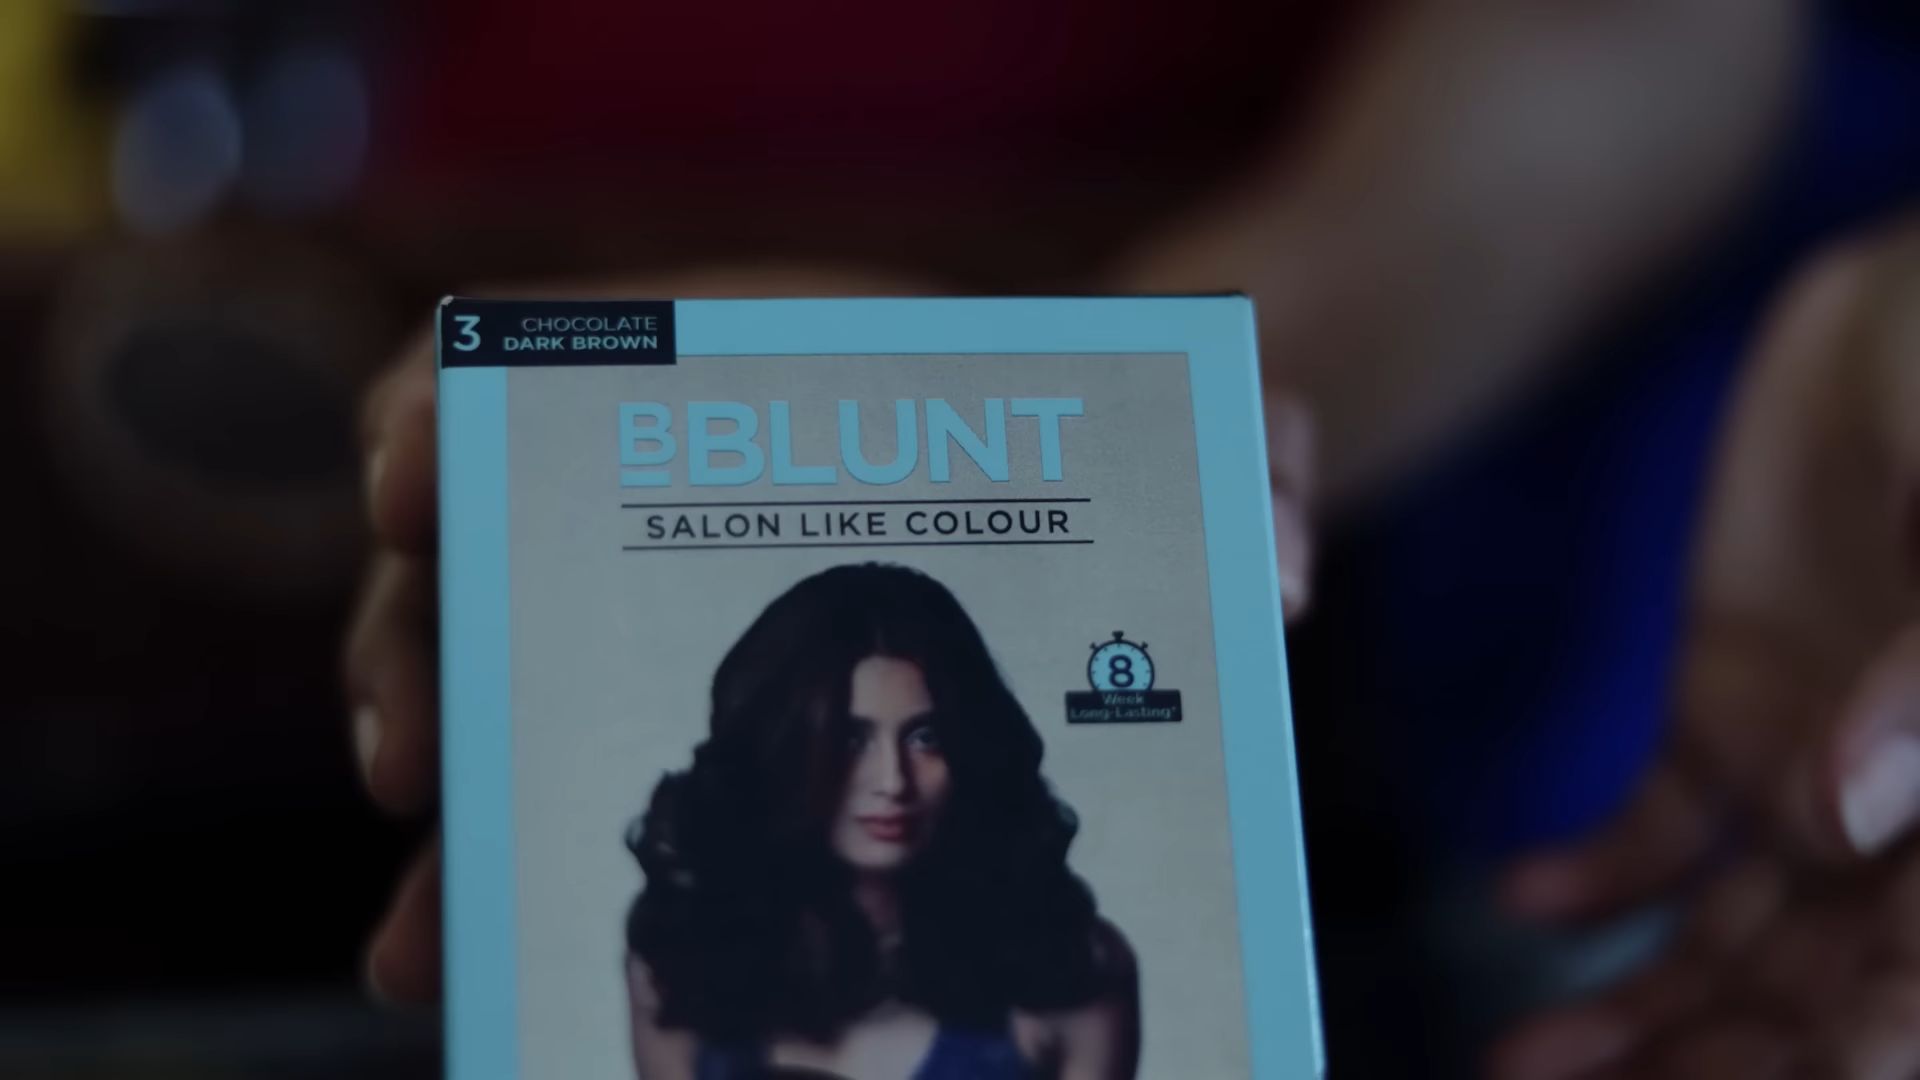 3 CHOCOLATE
DARK BROWN
BBLUNT
SALON LIKE COLOUR
8
Week
Long-Lasting*